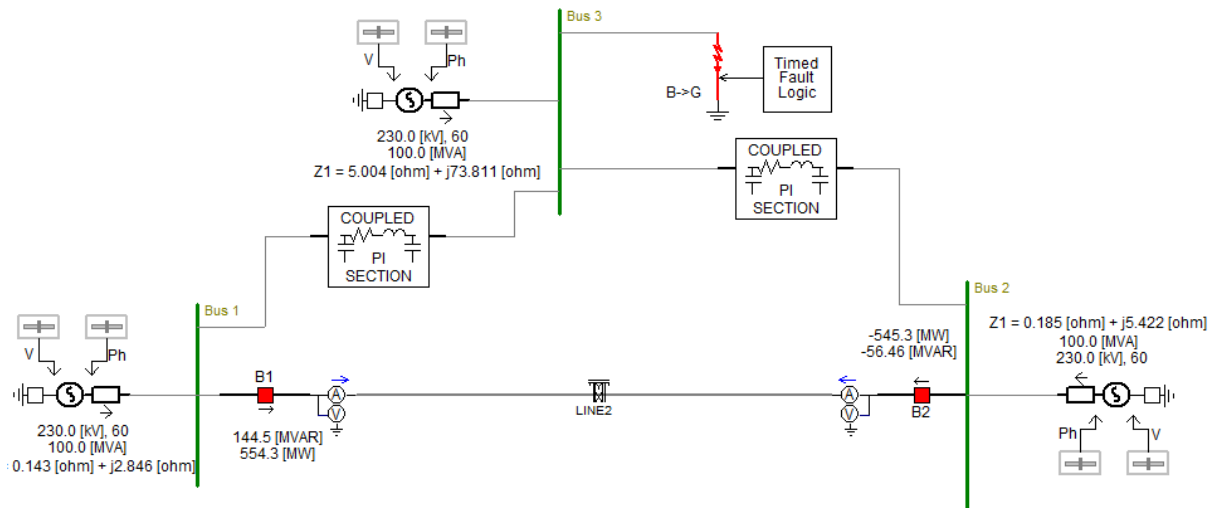 Bus 3
V
Ph
230.0 [kV], 60
100.0 [MVA]
Z1 = 5.004 [ohm] + j73.811 [ohm]
B->G
Timed
Fault
Logic
COUPLED
PI
SECTION
COUPLED
PI
SECTION
Bus 1
V
Ph
230.0 [kV], 60
100.0 [MVA]
0.143 [ohm] + j2.846 [ohm]
B1
144.5 [MVAR]
554.3 [MW]
A
V
LINE2
A
V
-545.3 [MW]
-56.46 [MVAR]
B2
Bus 2
Z1 = 0.185 [ohm] + j5.422 [ohm]
100.0 [MVA]
230.0 [kV], 60
Ph
V